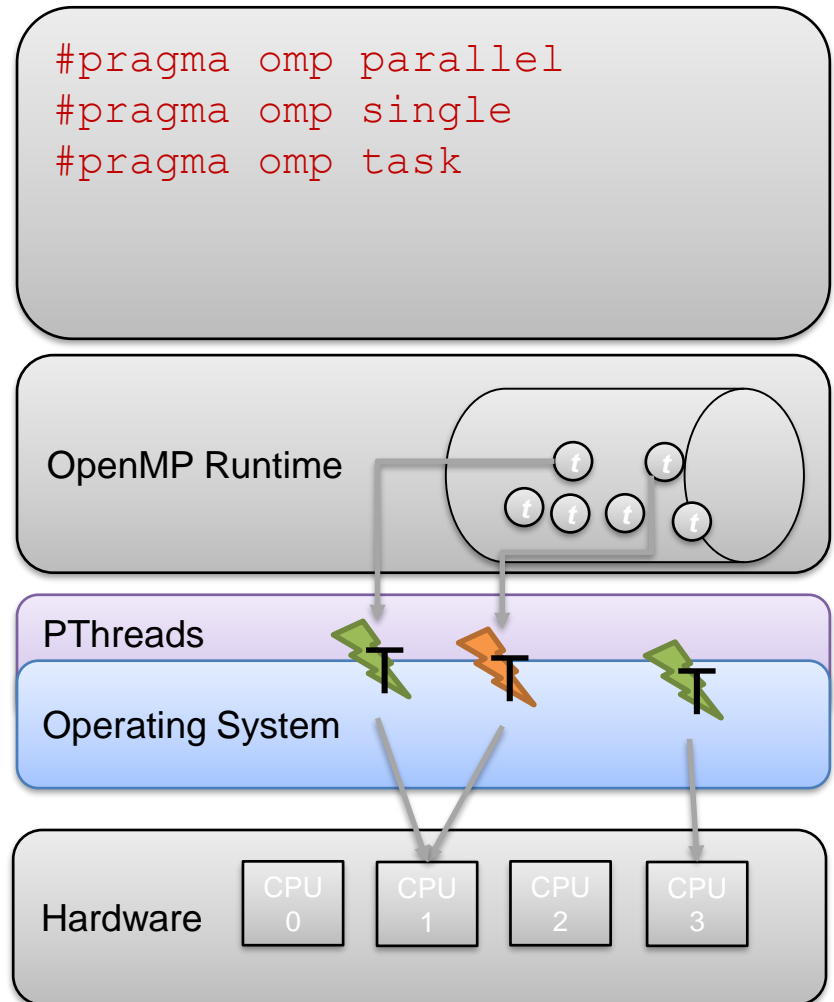 #pragma omp parallel
#pragma omp single
#pragma omp task
OpenMP Runtime
t t
t t t t
PThreads
T T T
Operating System
Hardware
CPU 0
CPU 1
CPU 2
CPU 3